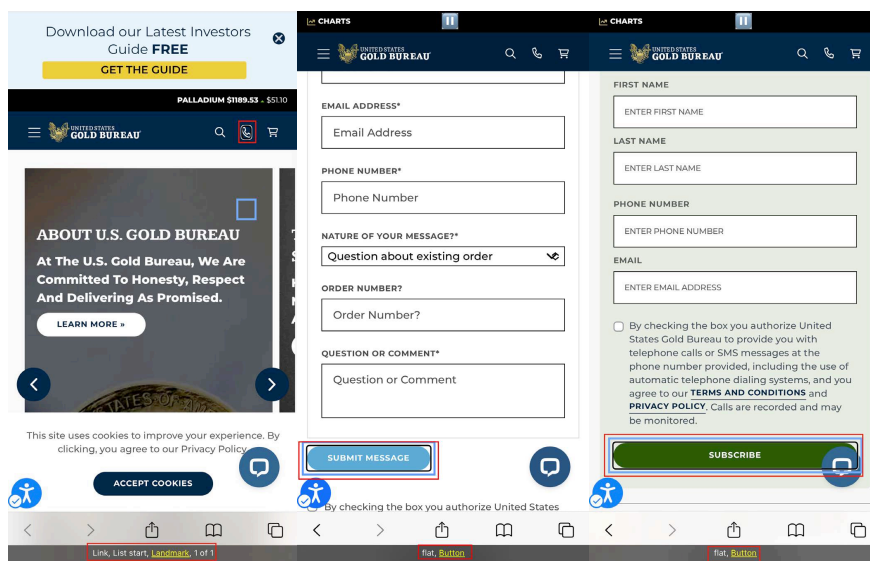 Download our Latest Investors
Guide FREE
GET THE GUIDE
PALLADIUM $1189.53 $51.10
UNITED STATES
GOLD BUREAU
ABOUT U.S. GOLD BUREAU
At The U.S. Gold Bureau, We Are
Committed To Honesty, Respect
And Delivering As Promised.
LEARN MORE »
This site uses cookies to improve your experience. By
clicking, you agree to our Privacy Policy.
ACCEPT COOKIES
Link, List start, Landmark, 1 of 1
CHARTS
UNITED STATES
GOLD BUREAU
EMAIL ADDRESS*
Email Address
PHONE NUMBER*
Phone Number
NATURE OF YOUR MESSAGE?*
Question about existing order
ORDER NUMBER?
Order Number?
QUESTION OR COMMENT*
Question or Comment
SUBMIT MESSAGE
By checking the box you authorize United States
flat, Button
CHARTS
UNITED STATES
GOLD BUREAU
FIRST NAME
ENTER FIRST NAME
LAST NAME
ENTER LAST NAME
PHONE NUMBER
ENTER PHONE NUMBER
EMAIL
ENTER EMAIL ADDRESS
By checking the box you authorize United
States Gold Bureau to provide you with
telephone calls or SMS messages at the
phone number provided, including the use of
automatic telephone dialing systems, and you
agree to our TERMS AND CONDITIONS and
PRIVACY POLICY. Calls are recorded and may
be monitored.
SUBSCRIBE
flat, Button